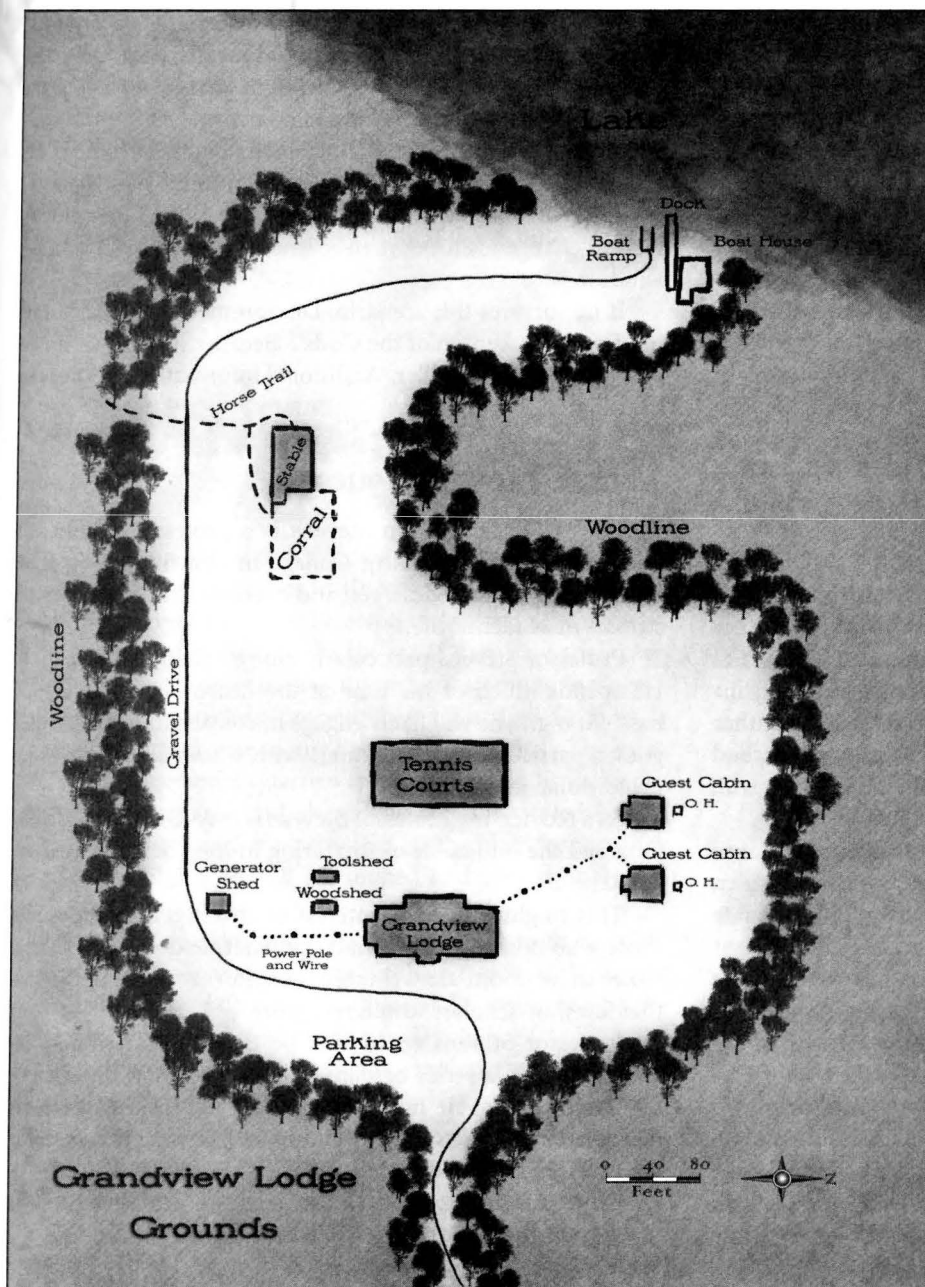 Lake
Dock
Boat
Ramp
Boat House
Horse Trail
Stable
Corral
Woodline
Woodline
Gravel Drive
Tennis
Courts
Guest Cabin
O. H.
Guest Cabin
O. H.
Toolshed
Generator
Shed
Woodshed
Grandview
Lodge
Power Pole
and Wire
Parking
Area
Grandview Lodge
Grounds
0 40 80
Feet
N